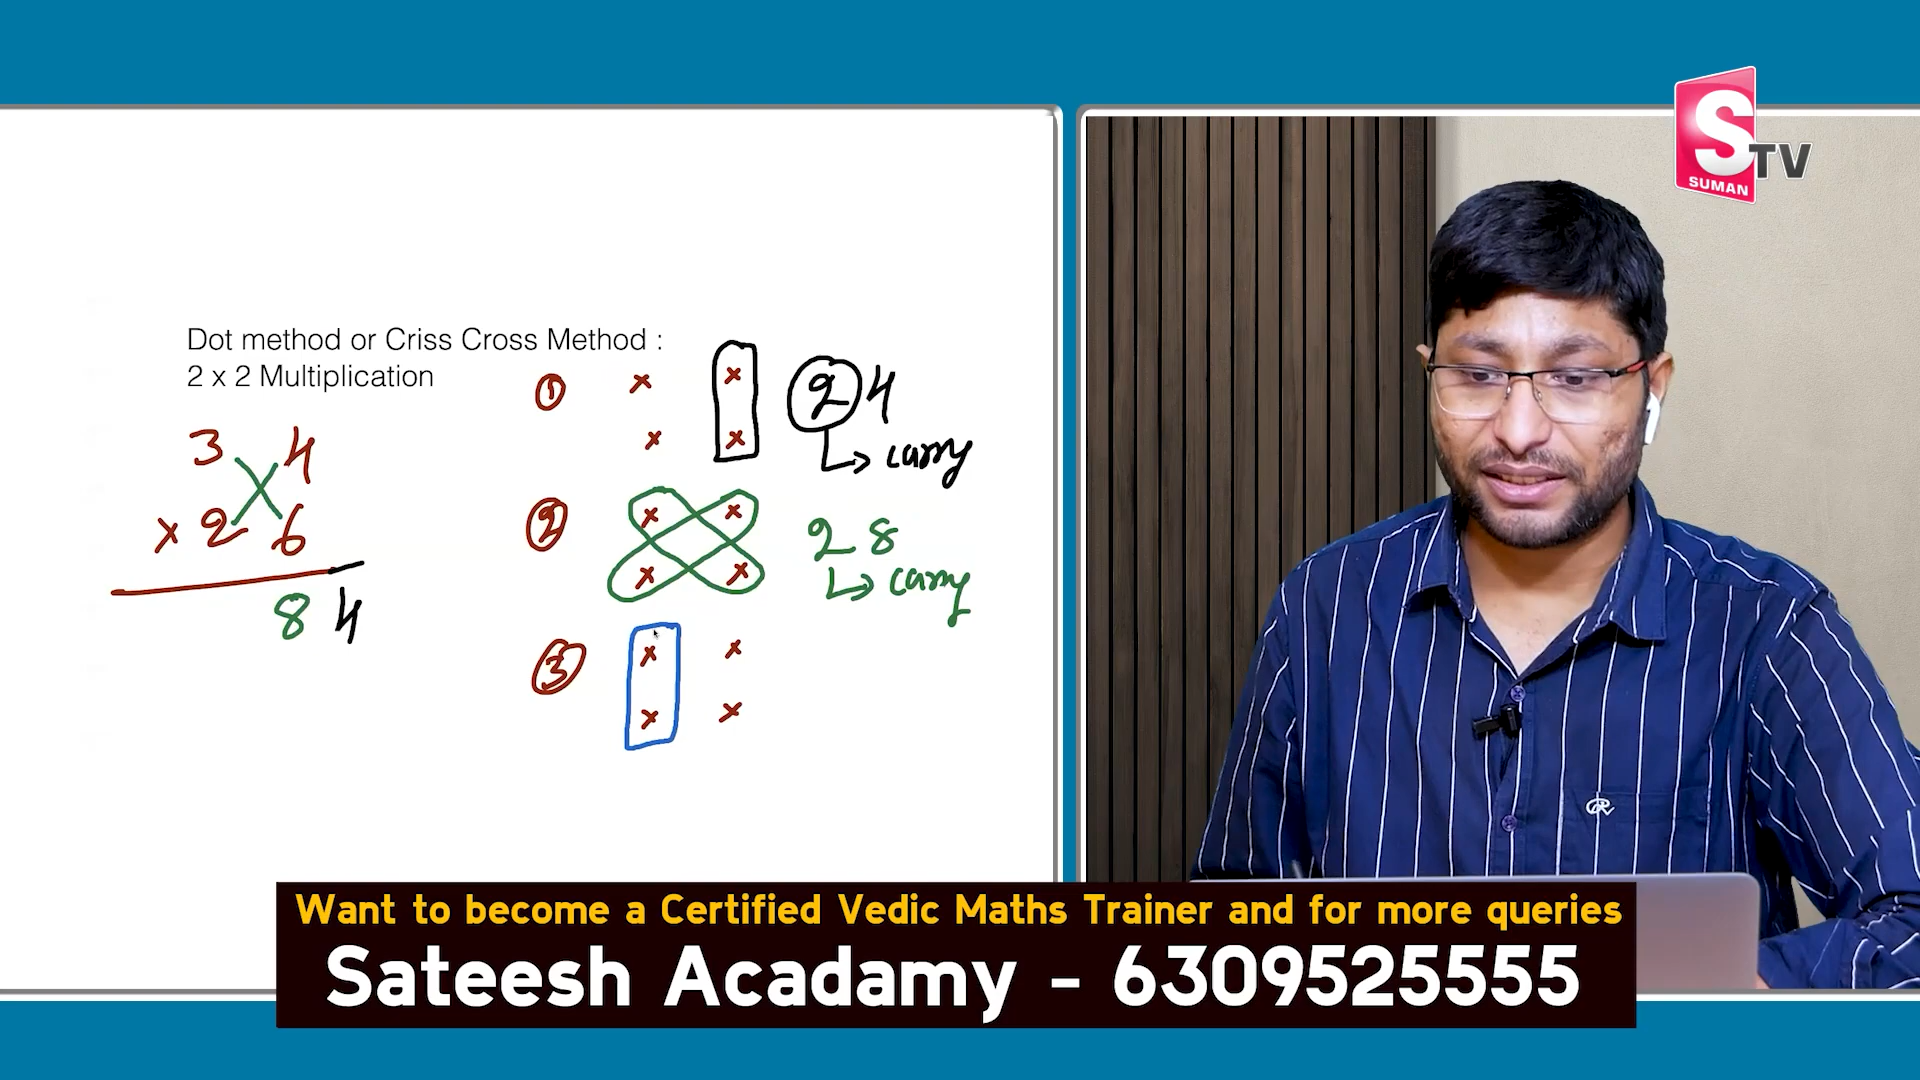 S TV
SUMAN
Dot method or Criss Cross Method :
2 x 2 Multiplication
3 4
x 2 6
8 4
① x x 24
x x carry
② x x 28
x x carry
③ x x
x x
Want to become a Certified Vedic Maths Trainer and for more queries
Sateesh Acadamy - 6309525555